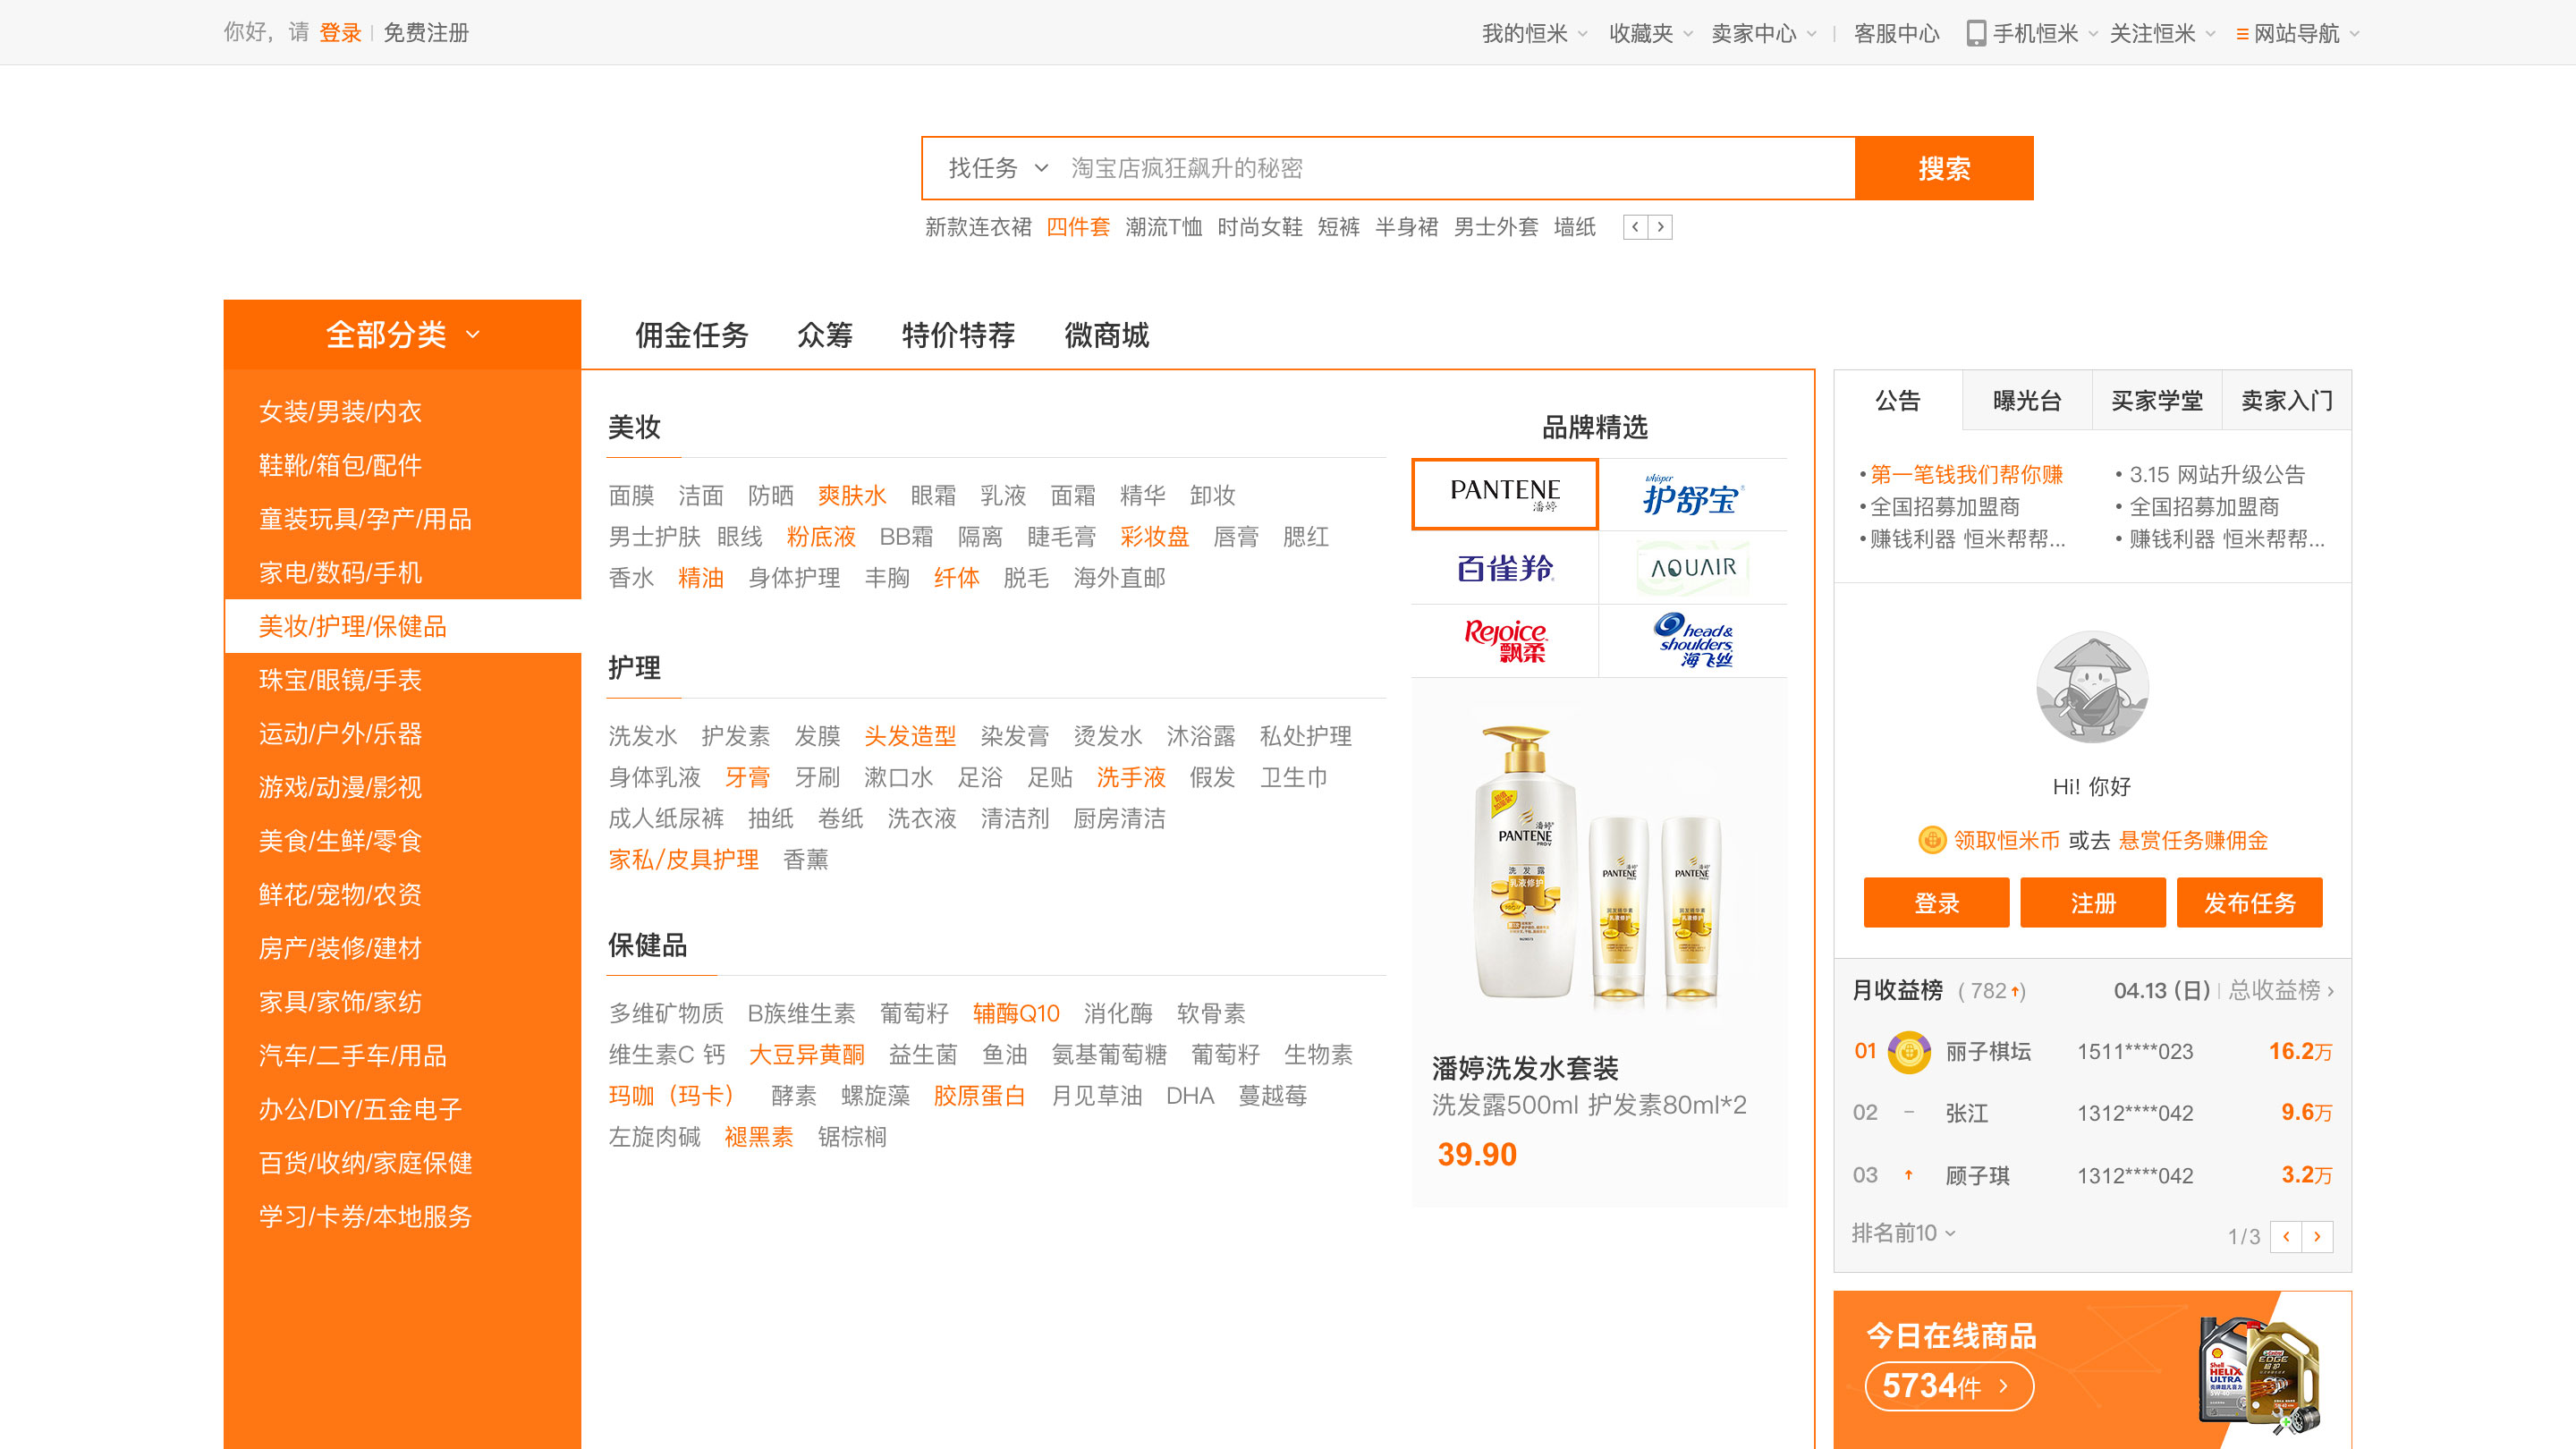 你好，请 登录 | 免费注册
我的恒米 收藏夹 卖家中心 | 客服中心 手机恒米 关注恒米 网站导航
找任务 淘宝店疯狂飙升的秘密 搜索
新款连衣裙 四件套 潮流T恤 时尚女鞋 短裤 半身裙 男士外套 墙纸
全部分类
佣金任务 众筹 特价特荐 微商城
女装/男装/内衣
鞋靴/箱包/配件
童装玩具/孕产/用品
家电/数码/手机
美妆/护理/保健品
珠宝/眼镜/手表
运动/户外/乐器
游戏/动漫/影视
美食/生鲜/零食
鲜花/宠物/农资
房产/装修/建材
家具/家饰/家纺
汽车/二手车/用品
办公/DIY/五金电子
百货/收纳/家庭保健
学习/卡券/本地服务
美妆
面膜 洁面 防晒 爽肤水 眼霜 乳液 面霜 精华 卸妆
男士护肤 眼线 粉底液 BB霜 隔离 睫毛膏 彩妆盘 唇膏 腮红
香水 精油 身体护理 丰胸 纤体 脱毛 海外直邮
护理
洗发水 护发素 发膜 头发造型 染发膏 烫发水 沐浴露 私处护理
身体乳液 牙膏 牙刷 漱口水 足浴 足贴 洗手液 假发 卫生巾
成人纸尿裤 抽纸 卷纸 洗衣液 清洁剂 厨房清洁
家私/皮具护理 香薰
保健品
多维矿物质 B族维生素 葡萄籽 辅酶Q10 消化酶 软骨素
维生素C 钙 大豆异黄酮 益生菌 鱼油 氨基葡萄糖 葡萄籽 生物素
玛咖（玛卡） 酵素 螺旋藻 胶原蛋白 月见草油 DHA 蔓越莓
左旋肉碱 褪黑素 锯棕榈
品牌精选
PANTENE
潘婷
whisper
护舒宝
百雀羚
AQUAIR
Rejoice
飘柔
head&
shoulders
海飞丝
潘婷
PANTENE
PRO-V
洗发露
乳液修护
潘婷
PANTENE
潘婷
PANTENE
潘婷洗发水套装
洗发露500ml 护发素80ml*2
39.90
公告 曝光台 买家学堂 卖家入门
•第一笔钱我们帮你赚
•全国招募加盟商
•赚钱利器 恒米帮帮...
• 3.15 网站升级公告
• 全国招募加盟商
• 赚钱利器 恒米帮帮...
Hi! 你好
领取恒米币 或去 悬赏任务赚佣金
登录 注册 发布任务
月收益榜 ( 782↑) 04.13 (日) | 总收益榜 ›
01 丽子棋坛 1511****023 16.2万
02 – 张江 1312****042 9.6万
03 ↑ 顾子琪 1312****042 3.2万
排名前10 1/3 ‹ ›
今日在线商品
5734件 ›
Shell
HELIX
ULTRA
Castrol
EDGE